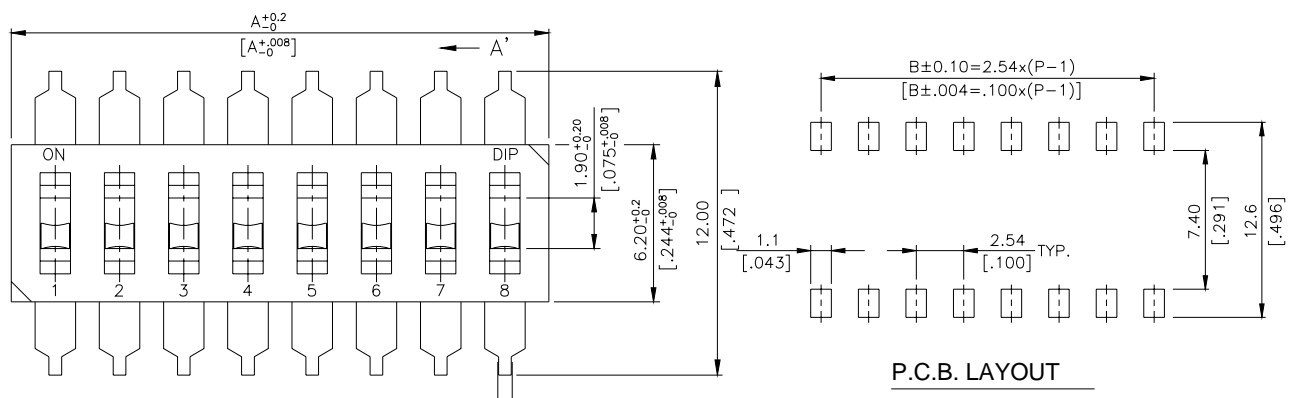 A+0.2 -0
[A+.008 -0]
A'
ON
DIP
1 2 3 4 5 6 7 8
1.90+0.20 -0
[.075+.008 -0]
6.20+0.2 -0
[.244+.008 -0]
12.00
[.472]
B±0.10=2.54x(P-1)
[B±.004=.100x(P-1)]
1.1
[.043]
2.54
[.100]
TYP.
7.40
[.291]
12.6
[.496]
P.C.B. LAYOUT